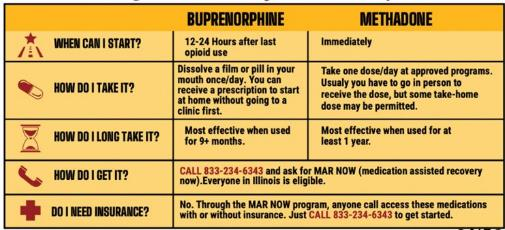 BUPRENORPHINE
METHADONE
WHEN CAN I START?
12-24 Hours after last
opioid use
Immediately
HOW DO I TAKE IT?
Dissolve a film or pill in your
mouth once/day. You can
receive a prescription to start
at home without going to a
clinic first.
Take one dose/day at approved programs.
Usualy you have to go in person to
receive the dose, but some take-home
dose may be permitted.
HOW DO I LONG TAKE IT?
Most effective when used
for 9+ months.
Most effective when used for at
least 1 year.
HOW DO I GET IT?
CALL 833-234-6343 and ask for MAR NOW (medication assisted recovery
now).Everyone in Illinois is eligible.
DO I NEED INSURANCE?
No. Through the MAR NOW program, anyone call access these medications
with or without insurance. Just CALL 833-234-6343 to get started.